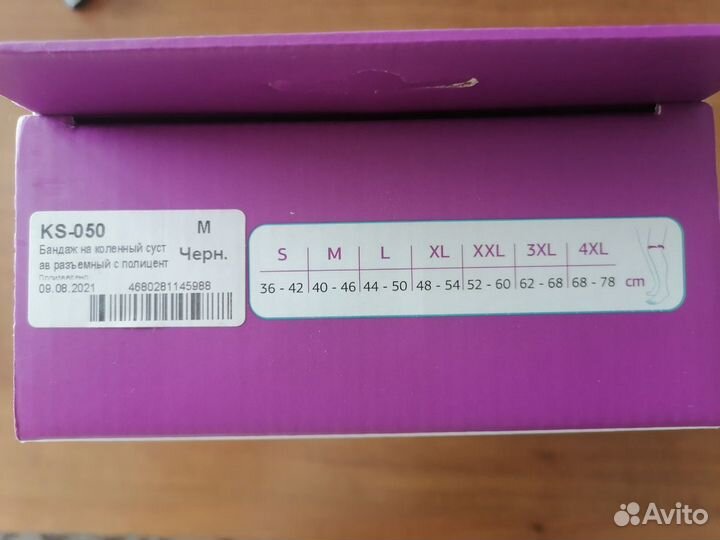 KS-050 M
Бандаж на коленный суст
ав разъемный с полицент
Черн.
09.08.2021 4680281145988
S M L XL XXL 3XL 4XL
36 - 42 40 - 46 44 - 50 48 - 54 52 - 60 62 - 68 68 - 78 cm
Avito